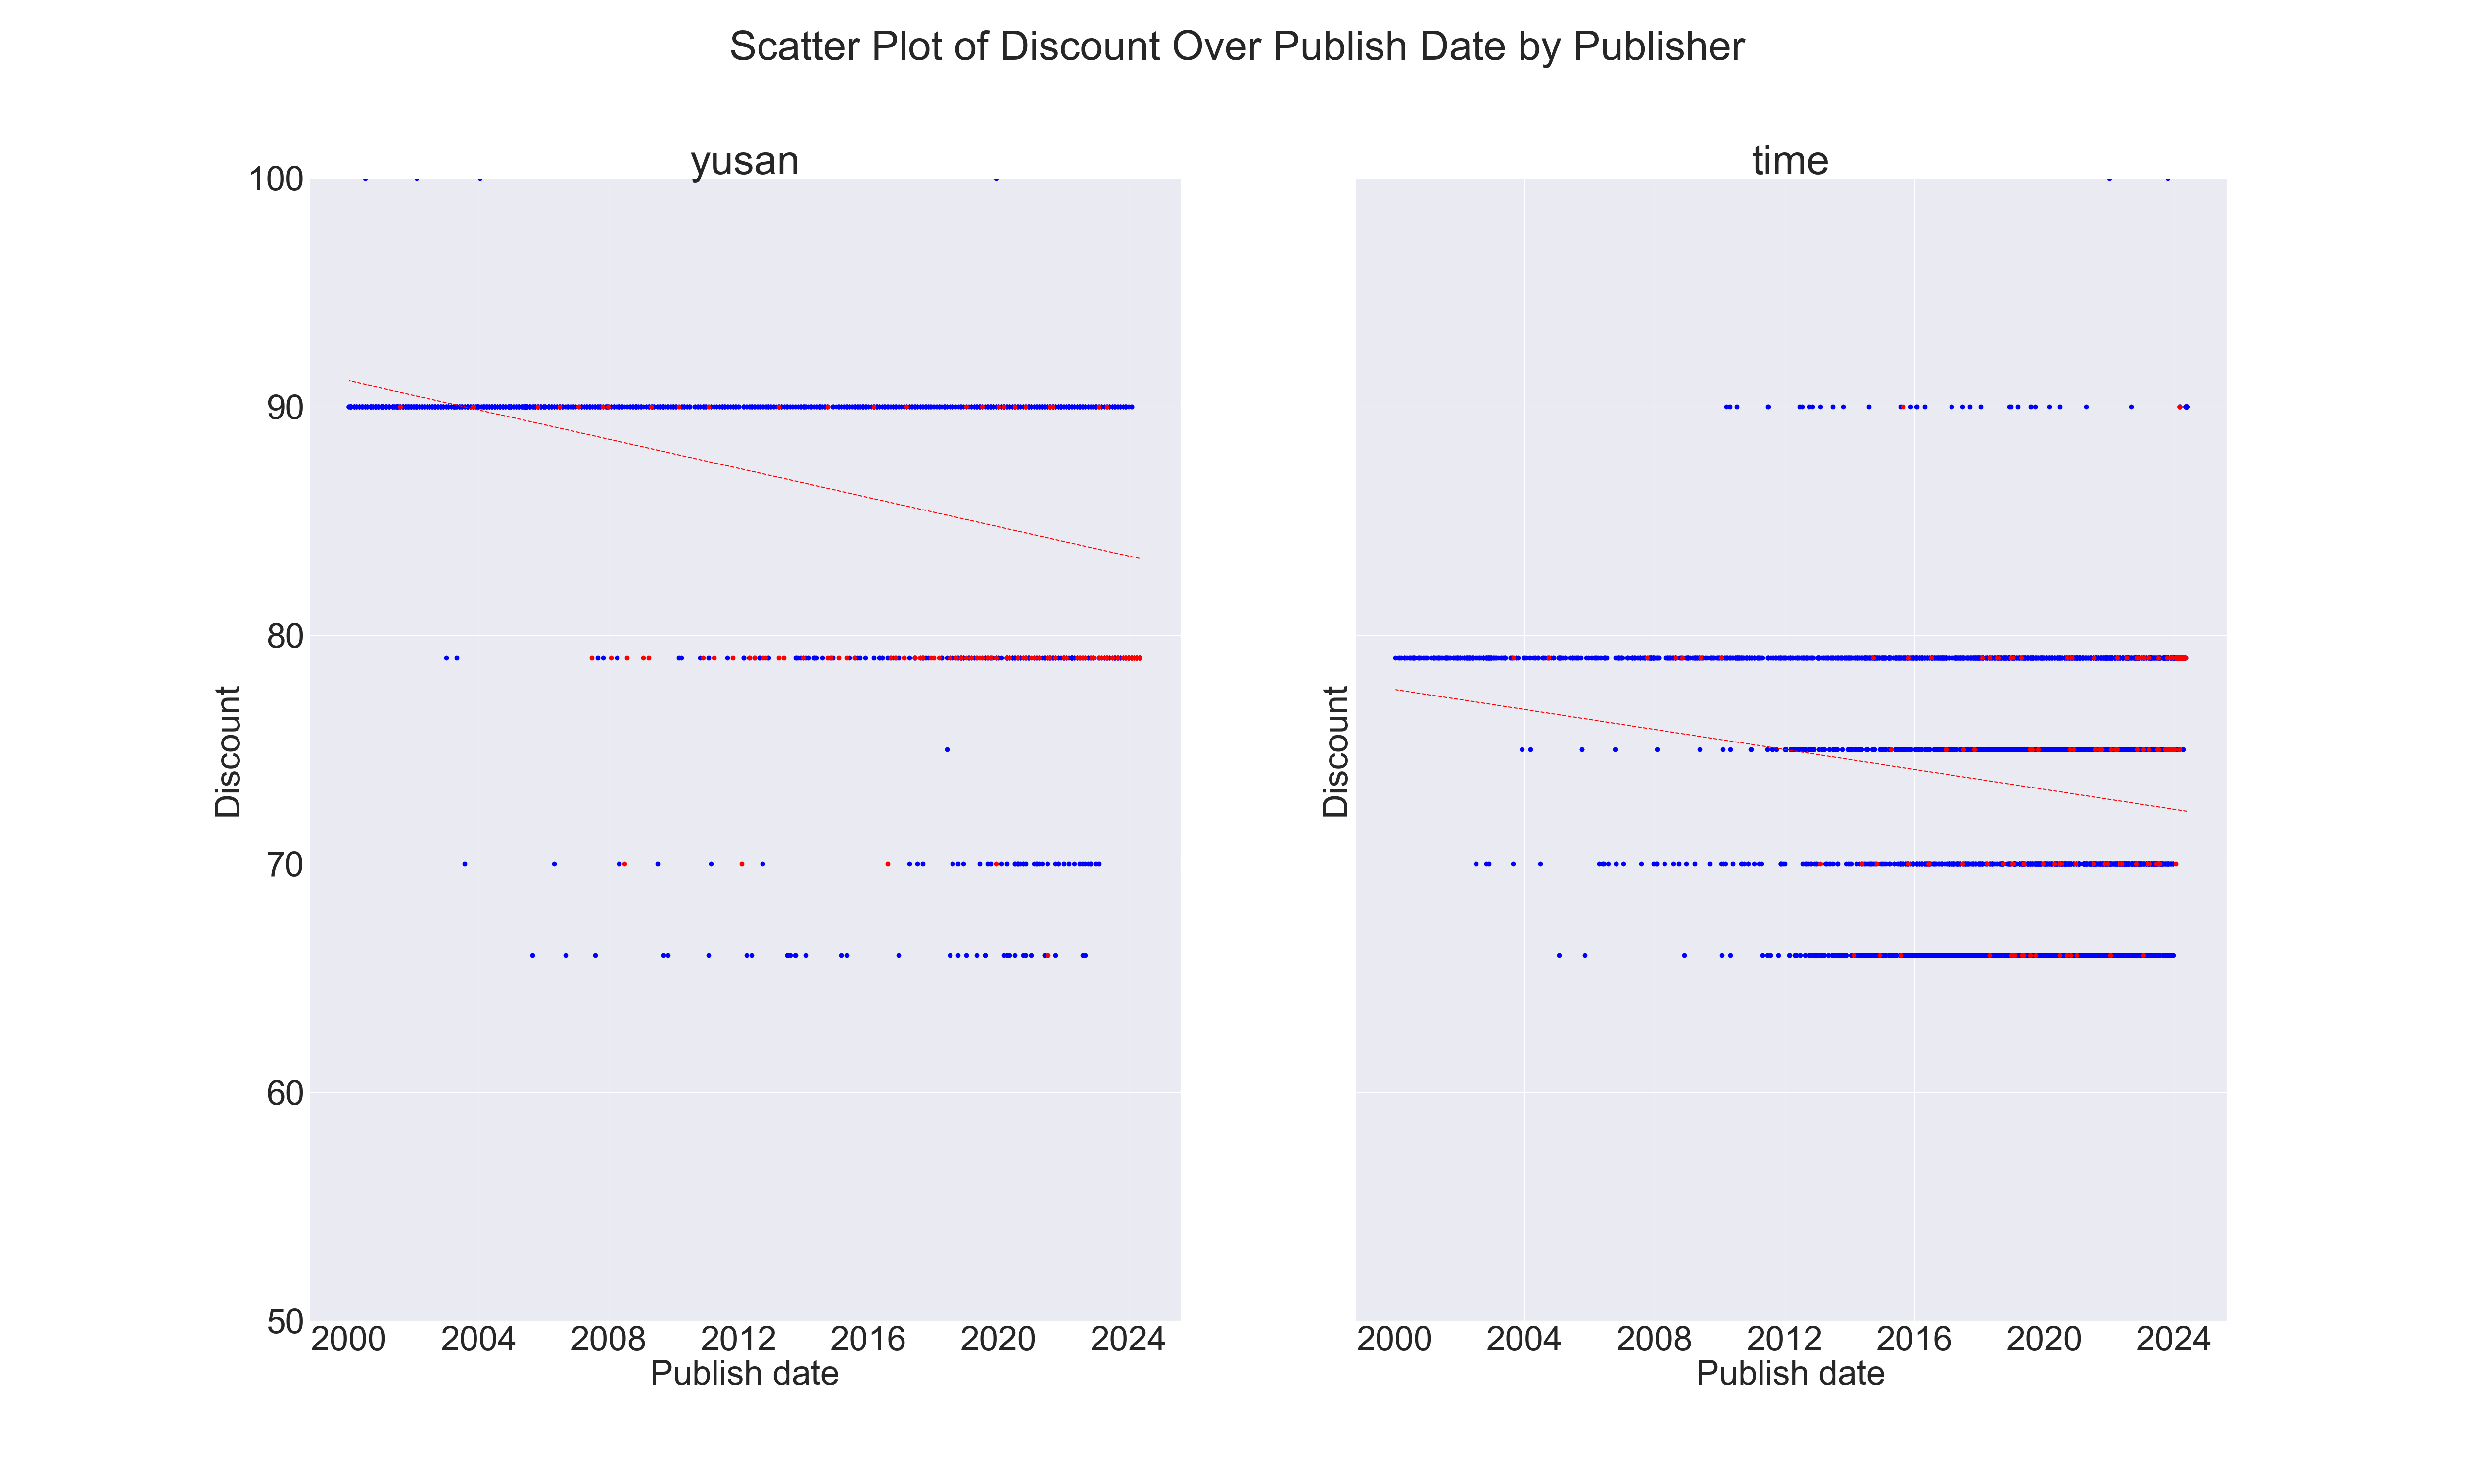 Scatter Plot of Discount Over Publish Date by Publisher
yusan
100
90
80
70
60
50
Discount
2000 2004 2008 2012 2016 2020 2024
Publish date
time
Discount
2000 2004 2008 2012 2016 2020 2024
Publish date